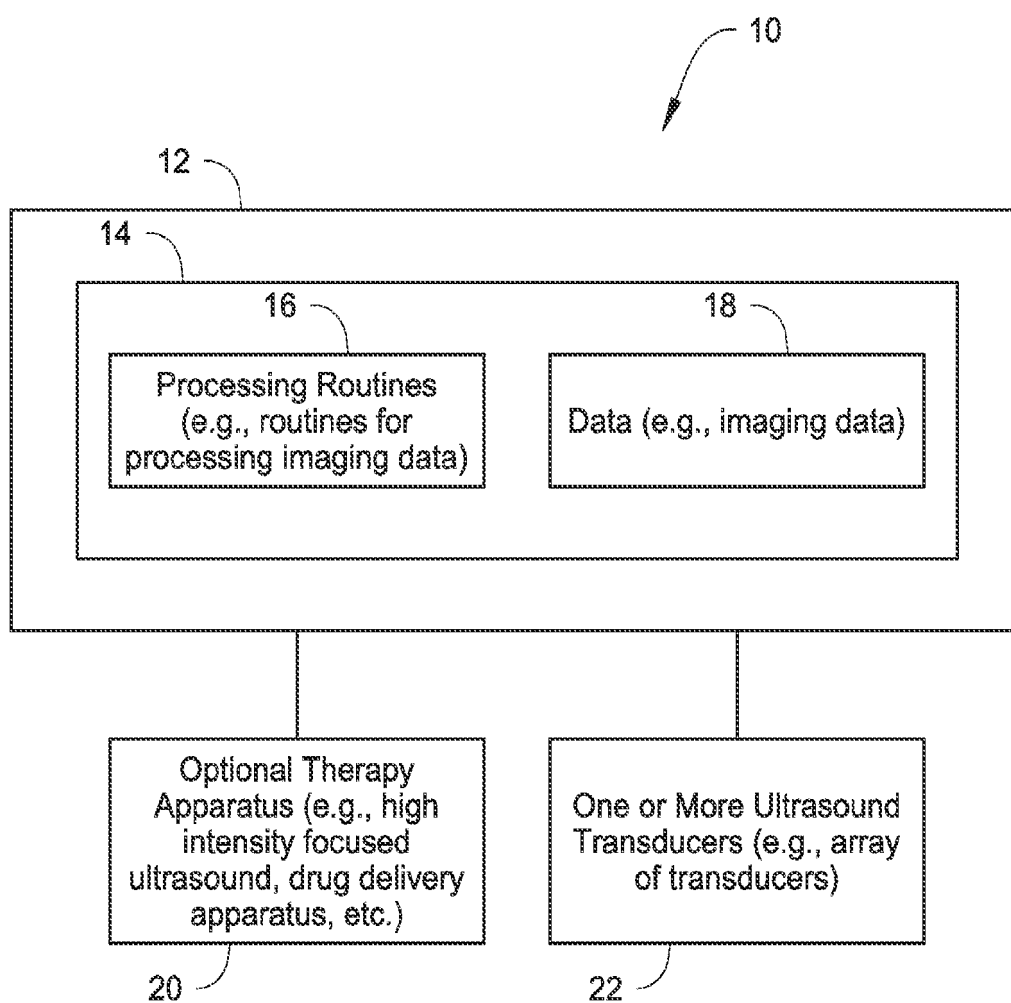 10
12
14
16
18
Processing Routines
(e.g., routines for
processing imaging data)
Data (e.g., imaging data)
Optional Therapy
Apparatus (e.g., high
intensity focused
ultrasound, drug delivery
apparatus, etc.)
One or More Ultrasound
Transducers (e.g., array
of transducers)
20
22